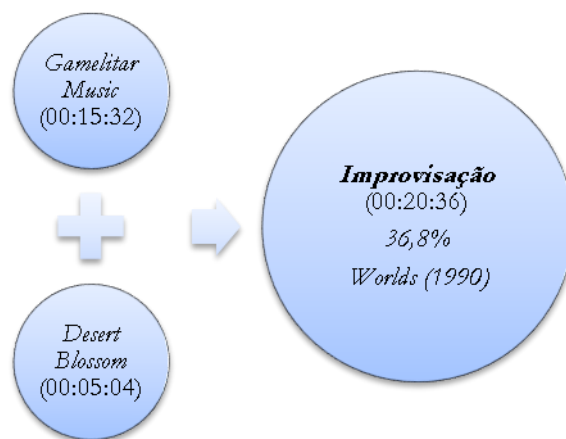 Gamelitar
Music
(00:15:32)
Desert
Blossom
(00:05:04)
Improvisação
(00:20:36)
36,8%
Worlds (1990)